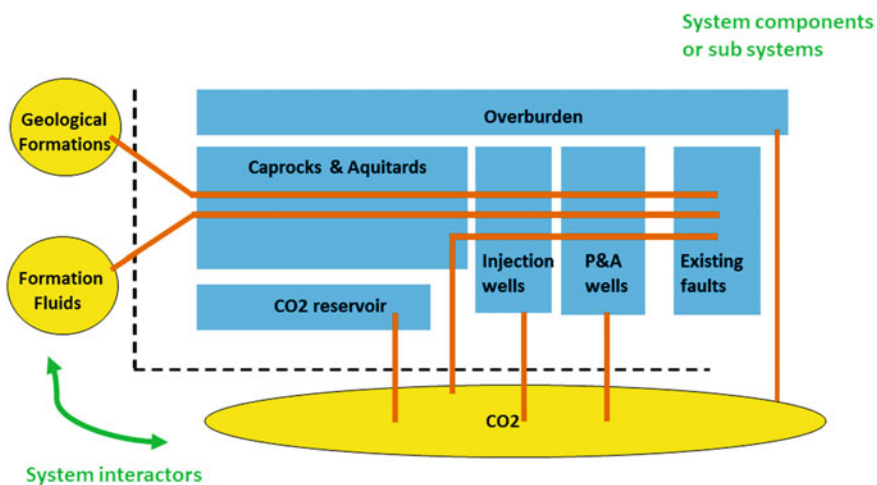 System components
or sub systems
Geological
Formations
Overburden
Caprocks & Aquitards
Formation
Fluids
Injection
wells
P&A
wells
Existing
faults
CO2 reservoir
CO2
System interactors